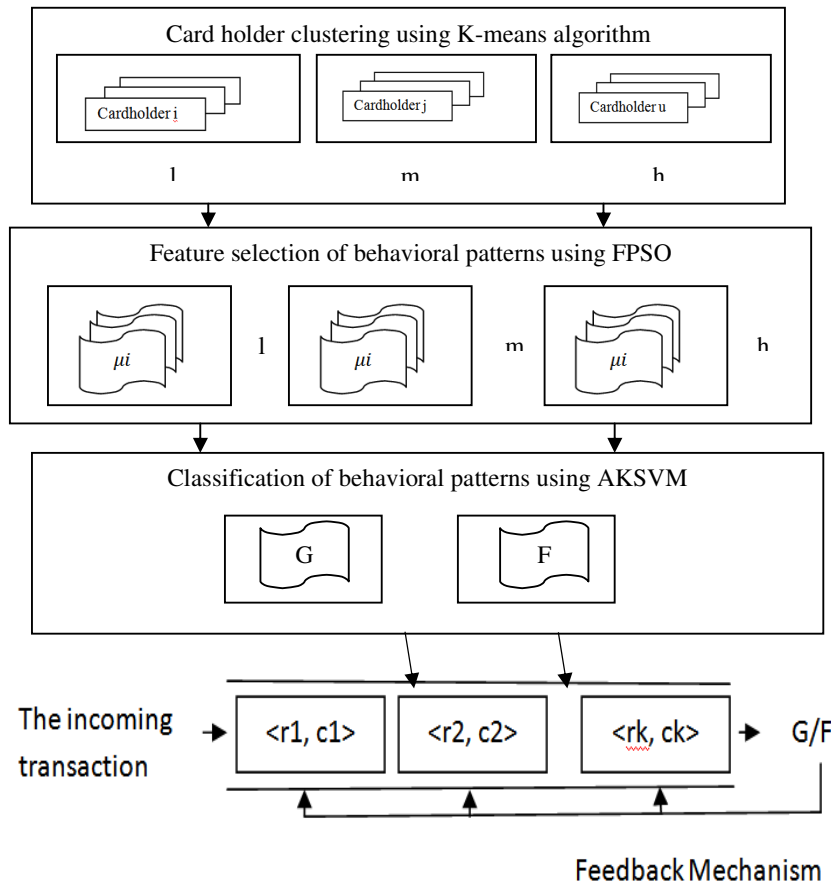 Card holder clustering using K-means algorithm
Cardholder i
Cardholder j
Cardholder u
l
m
h
Feature selection of behavioral patterns using FPSO
μi
l
μi
m
μi
h
Classification of behavioral patterns using AKSVM
G
F
The incoming
transaction
<r1, c1>
<r2, c2>
<rk, ck>
G/F
Feedback Mechanism